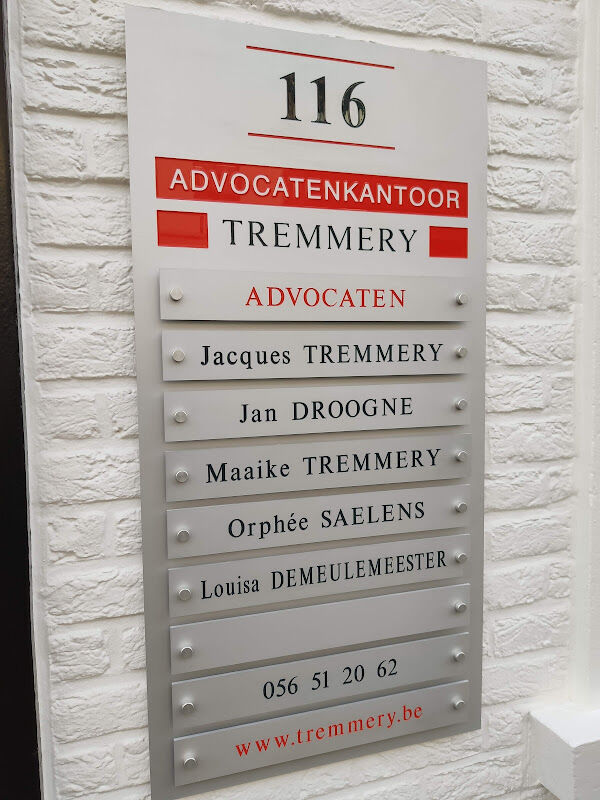 116
ADVOCATENKANTOOR
TREMMERY
ADVOCATEN
Jacques TREMMERY
Jan DROOGNE
Maaike TREMMERY
Orphée SAELENS
Louisa DEMEULEMEESTER
056 51 20 62
www.tremmery.be